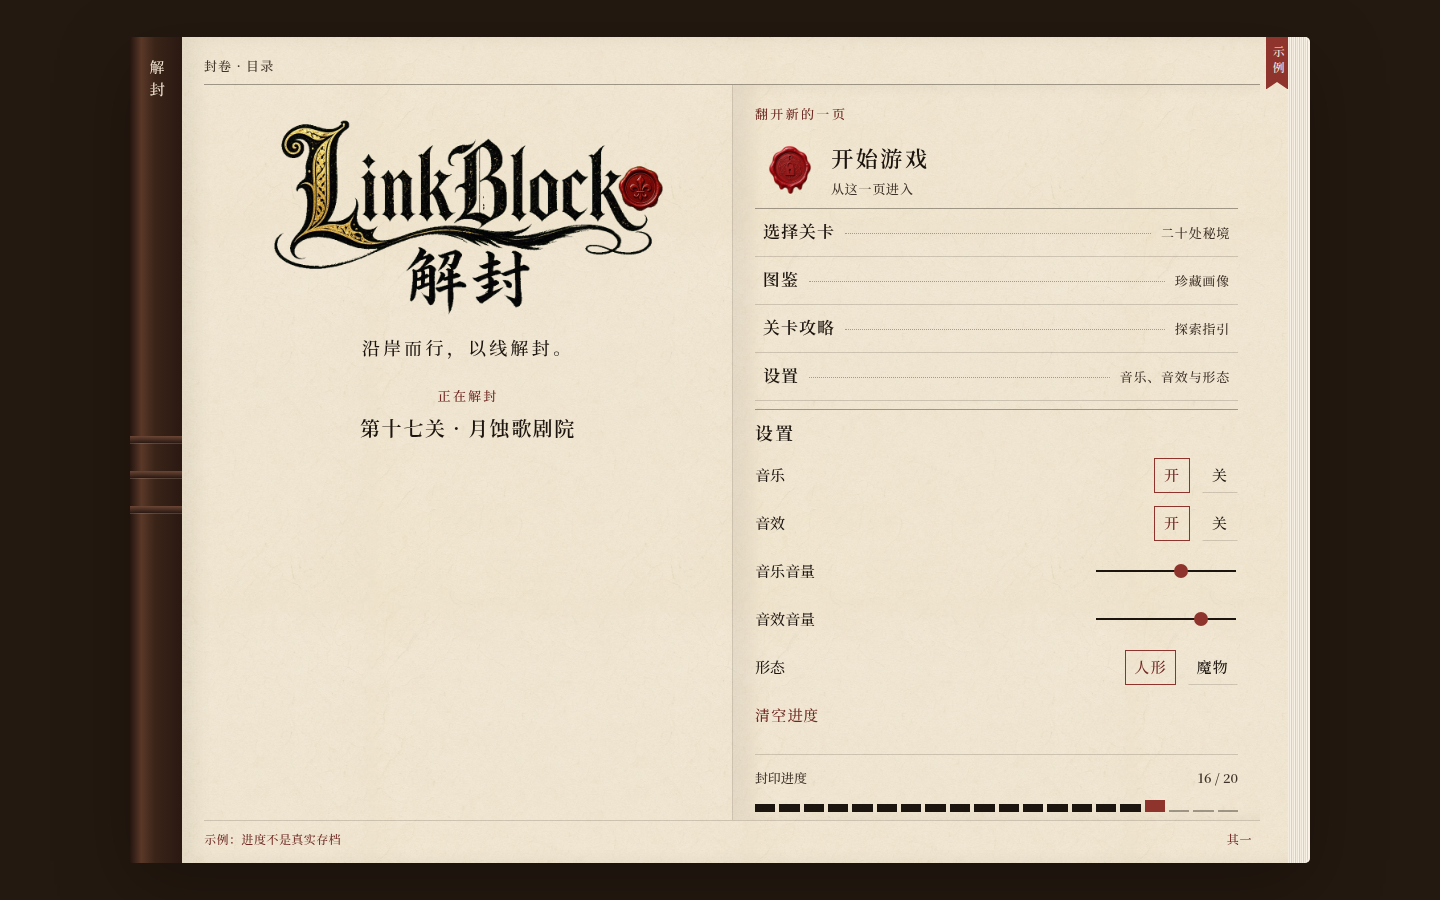 解封
封卷 · 目录
示例
LinkBlock
解封
沿岸而行，以线解封。
正在解封
第十七关 · 月蚀歌剧院
翻开新的一页
开始游戏
从这一页进入
选择关卡 二十处秘境
图鉴 珍藏画像
关卡攻略 探索指引
设置 音乐、音效与形态
设置
音乐 开 关
音效 开 关
音乐音量
音效音量
形态 人形 魔物
清空进度
封印进度 16 / 20
示例：进度不是真实存档 其一